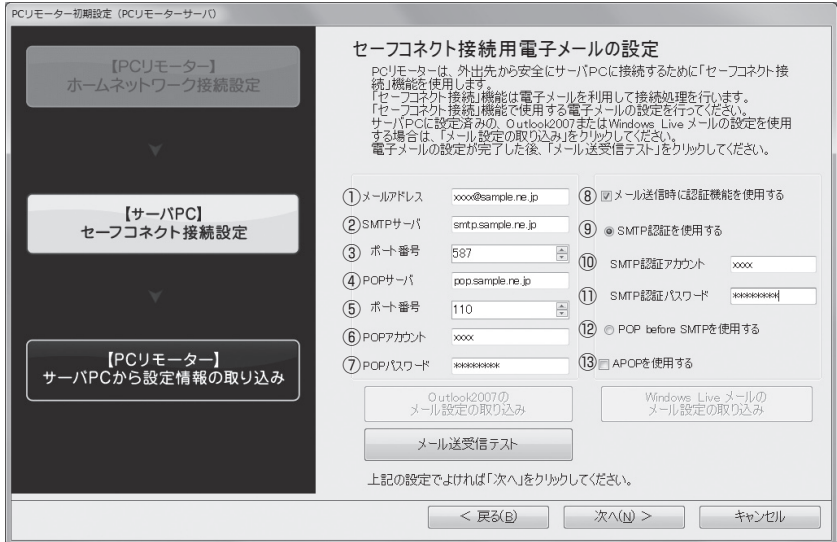 PCリモーター初期設定（PCリモーターサーバ）
【PCリモーター】
ホームネットワーク接続設定
【サーバPC】
セーフコネクト接続設定
【PCリモーター】
サーバPCから設定情報の取り込み
セーフコネクト接続用電子メールの設定
PCリモーターは、外出先から安全にサーバPCに接続するために「セーフコネクト接
続」機能を使用します。
「セーフコネクト接続」機能は電子メールを利用して接続処理を行います。
「セーフコネクト接続」機能で使用する電子メールの設定を行ってください。
サーバPCに設定済みの、Outlook2007またはWindows Live メールの設定を使用
する場合は、「メール設定の取り込み」をクリックしてください。
電子メールの設定が完了した後、「メール送受信テスト」をクリックしてください。
①メールアドレス xxxx@sample.ne.jp
②SMTPサーバ smtp.sample.ne.jp
③ ポート番号 587
④POPサーバ pop.sample.ne.jp
⑤ ポート番号 110
⑥POPアカウント xxxx
⑦POPパスワード **********
⑧ メール送信時に認証機能を使用する
⑨ SMTP認証を使用する
⑩ SMTP認証アカウント xxxx
⑪ SMTP認証パスワード **********
⑫ POP before SMTPを使用する
⑬ APOPを使用する
Outlook2007の
メール設定の取り込み
Windows Live メールの
メール設定の取り込み
メール送受信テスト
上記の設定でよければ「次へ」をクリックしてください。
< 戻る(B)
次へ(N) >
キャンセル